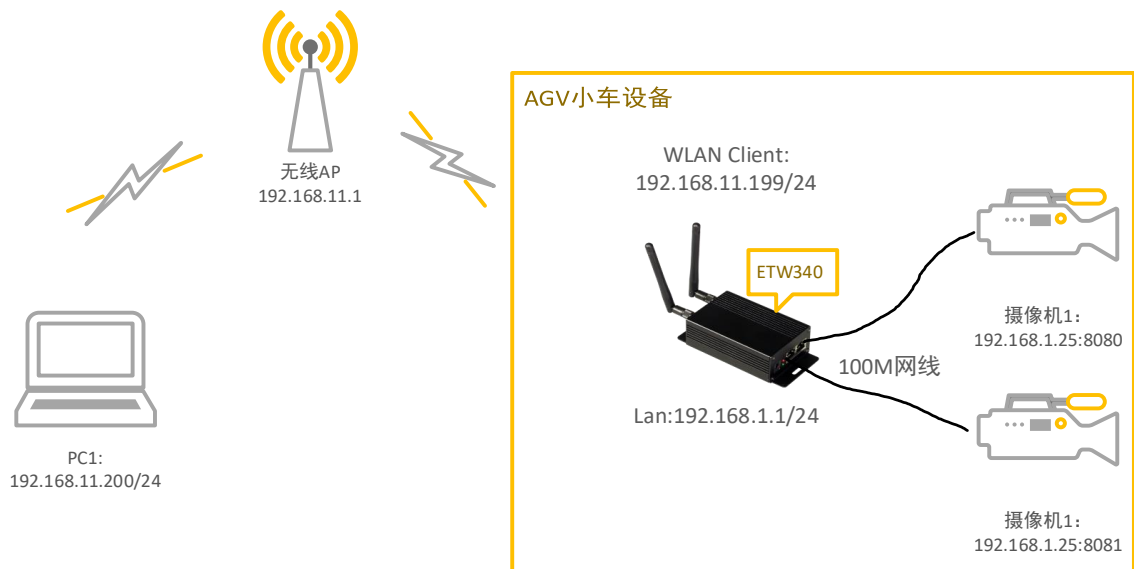 AGV小车设备
无线AP
192.168.11.1
WLAN Client:
192.168.11.199/24
ETW340
摄像机1：
192.168.1.25:8080
100M网线
Lan:192.168.1.1/24
PC1:
192.168.11.200/24
摄像机1：
192.168.1.25:8081